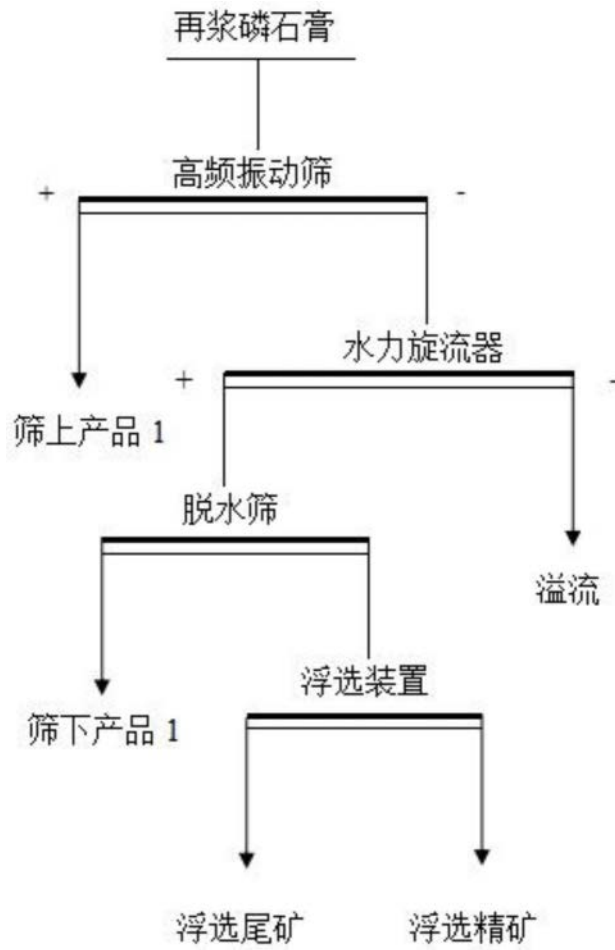 再浆磷石膏
高频振动筛
+ -
水力旋流器
+ -
筛上产品 1
脱水筛
溢流
浮选装置
筛下产品 1
浮选尾矿 浮选精矿